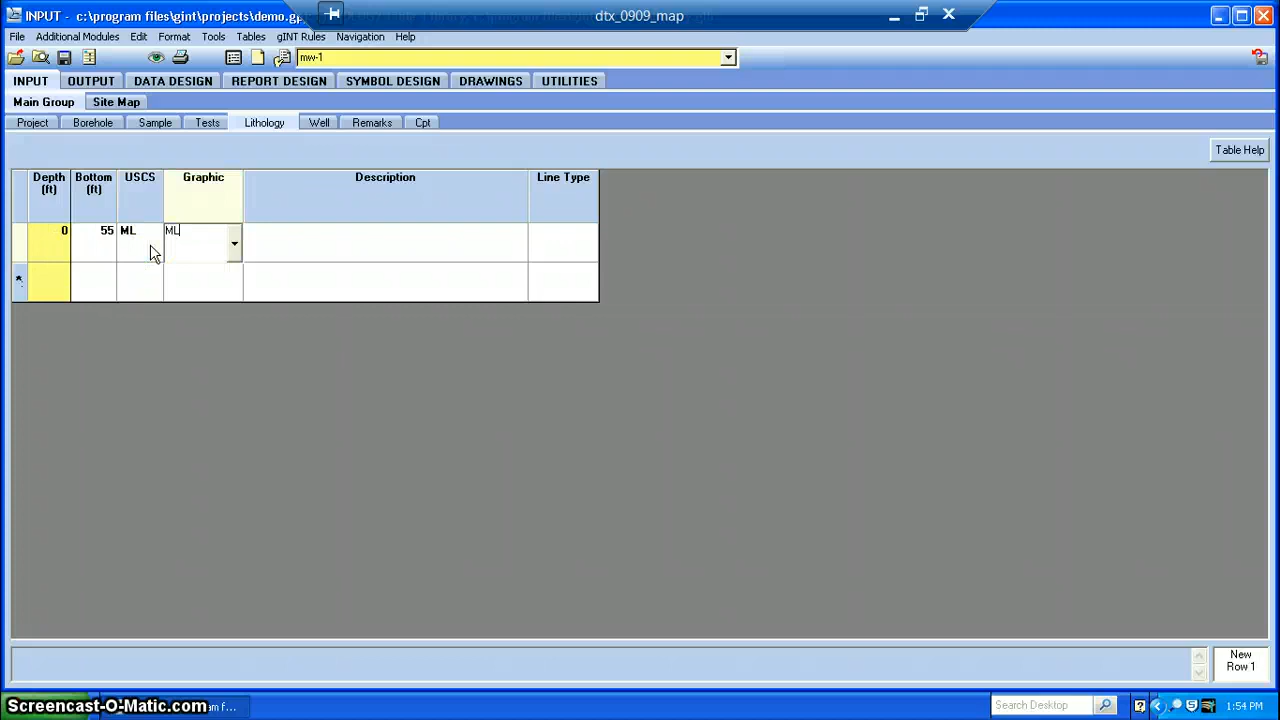 INPUT - c:\program files\gint\projects\demo.gp
dtx_0909_map
File Additional Modules Edit Format Tools Tables gINT Rules Navigation Help
mw-1
INPUT OUTPUT DATA DESIGN REPORT DESIGN SYMBOL DESIGN DRAWINGS UTILITIES
Main Group Site Map
Project Borehole Sample Tests Lithology Well Remarks Cpt
Table Help
Depth (ft) Bottom (ft) USCS Graphic Description Line Type
0 55 ML ML
*
New
Row 1
Screencast-O-Matic.com
am f...
Search Desktop
1:54 PM